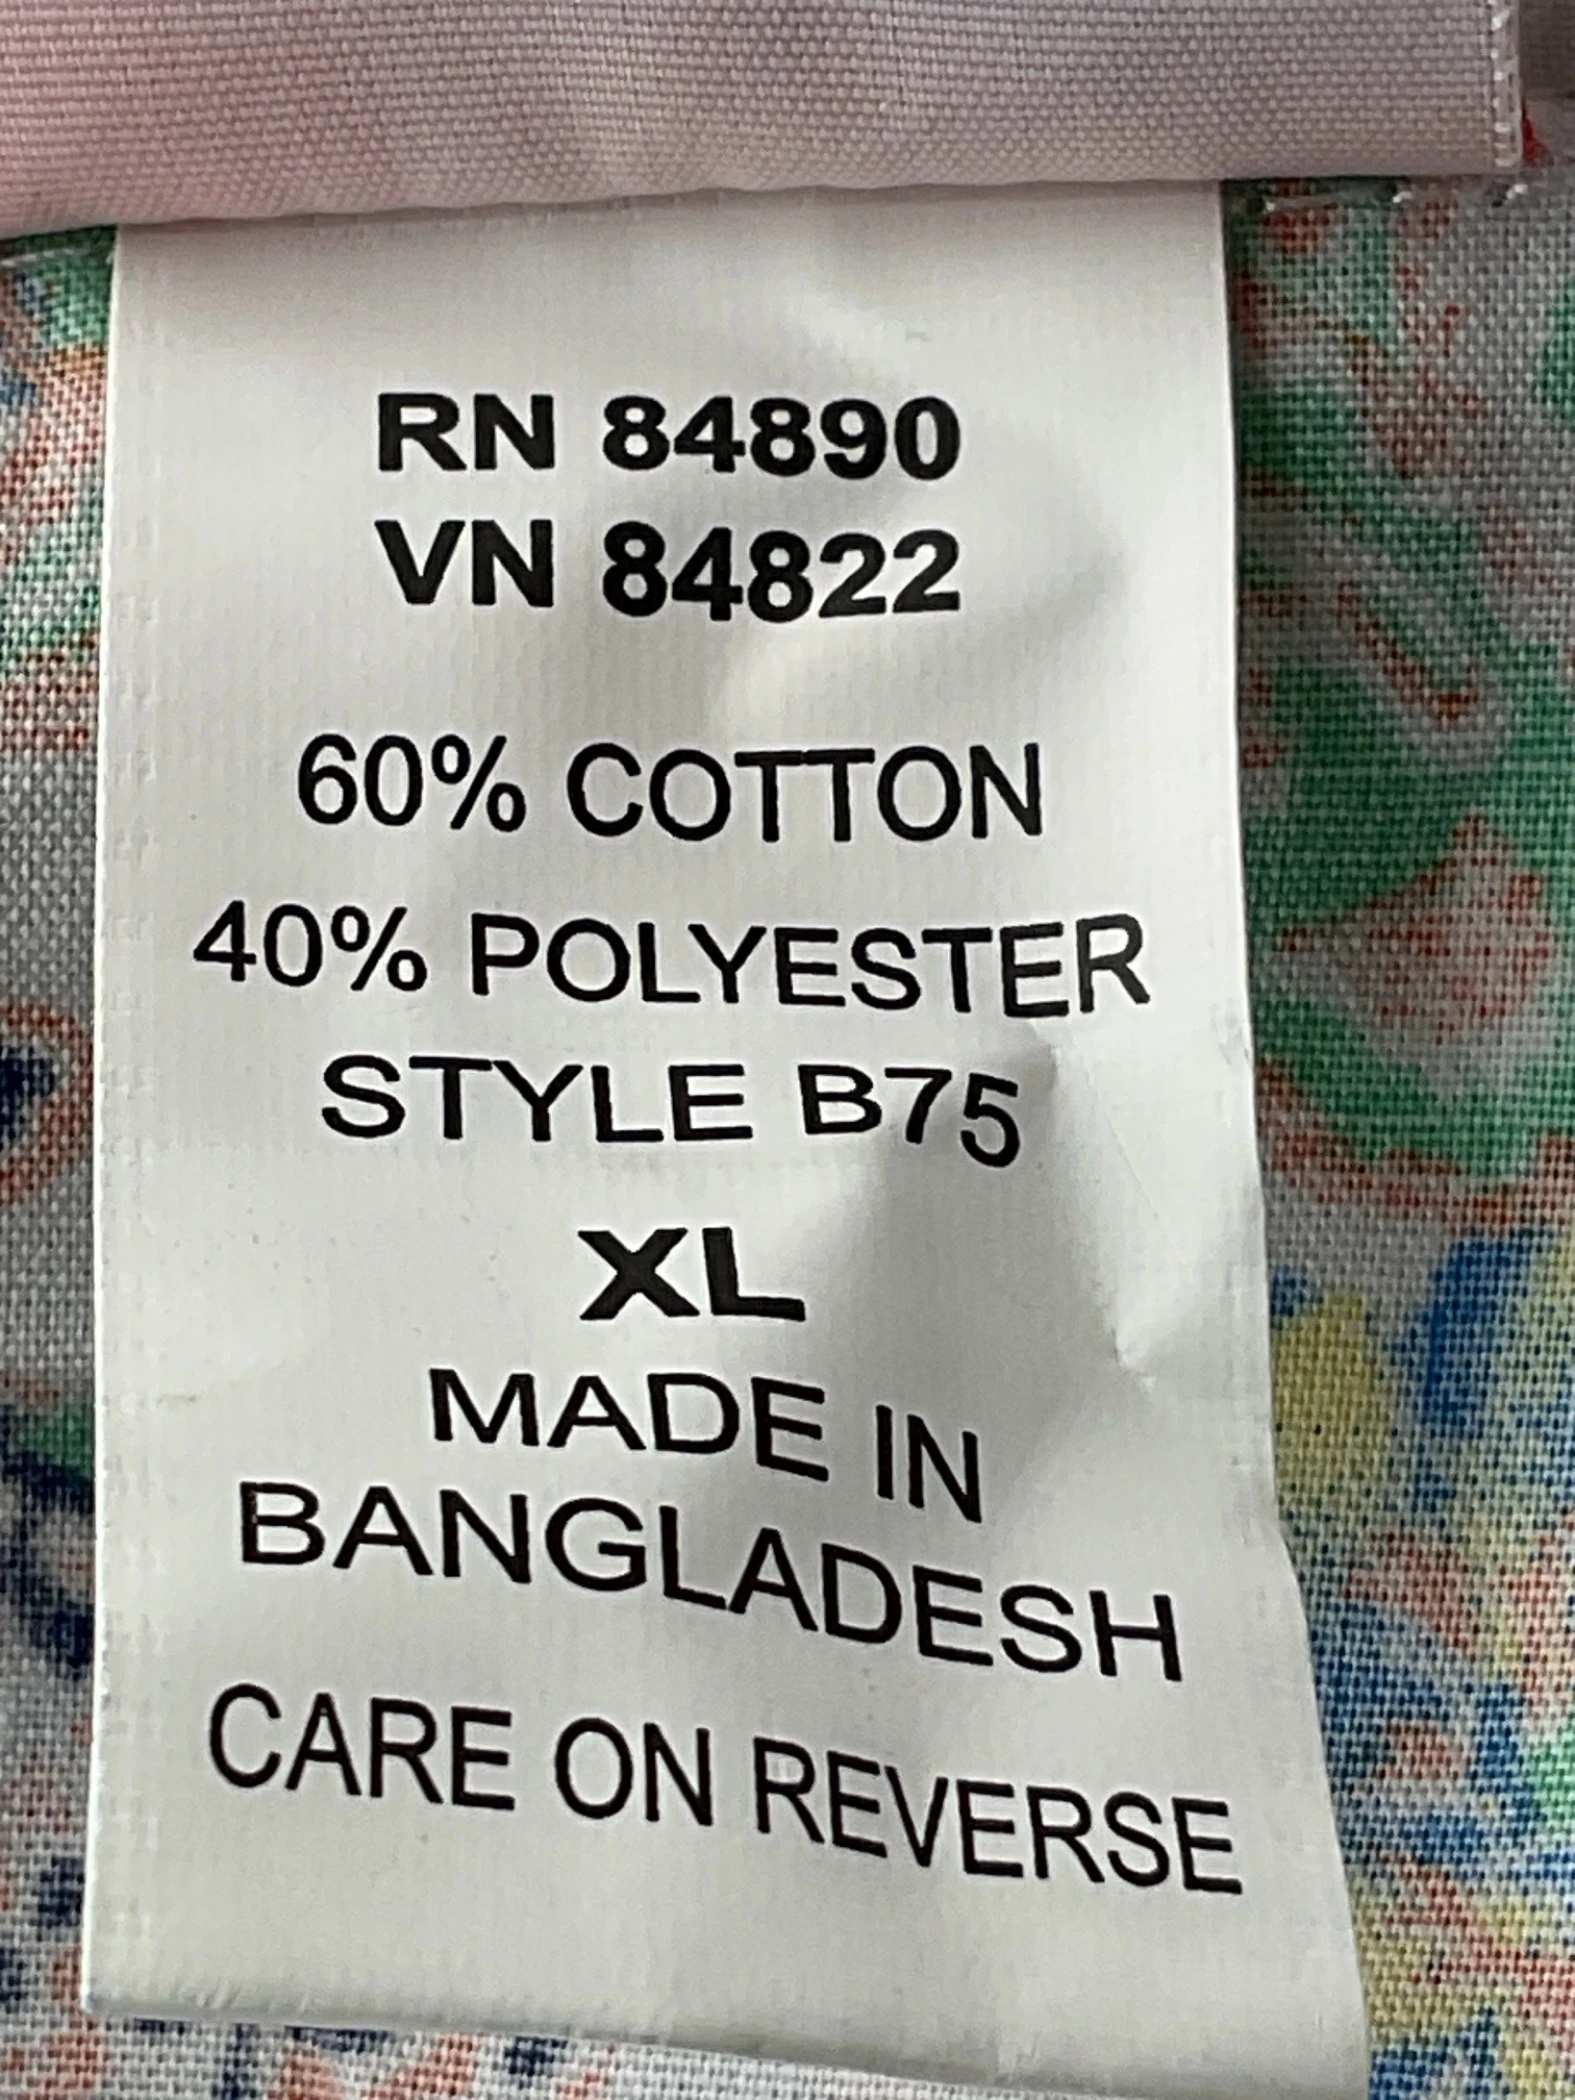 RN 84890
VN 84822
60% COTTON
40% POLYESTER
STYLE B75
XL
MADE IN
BANGLADESH
CARE ON REVERSE